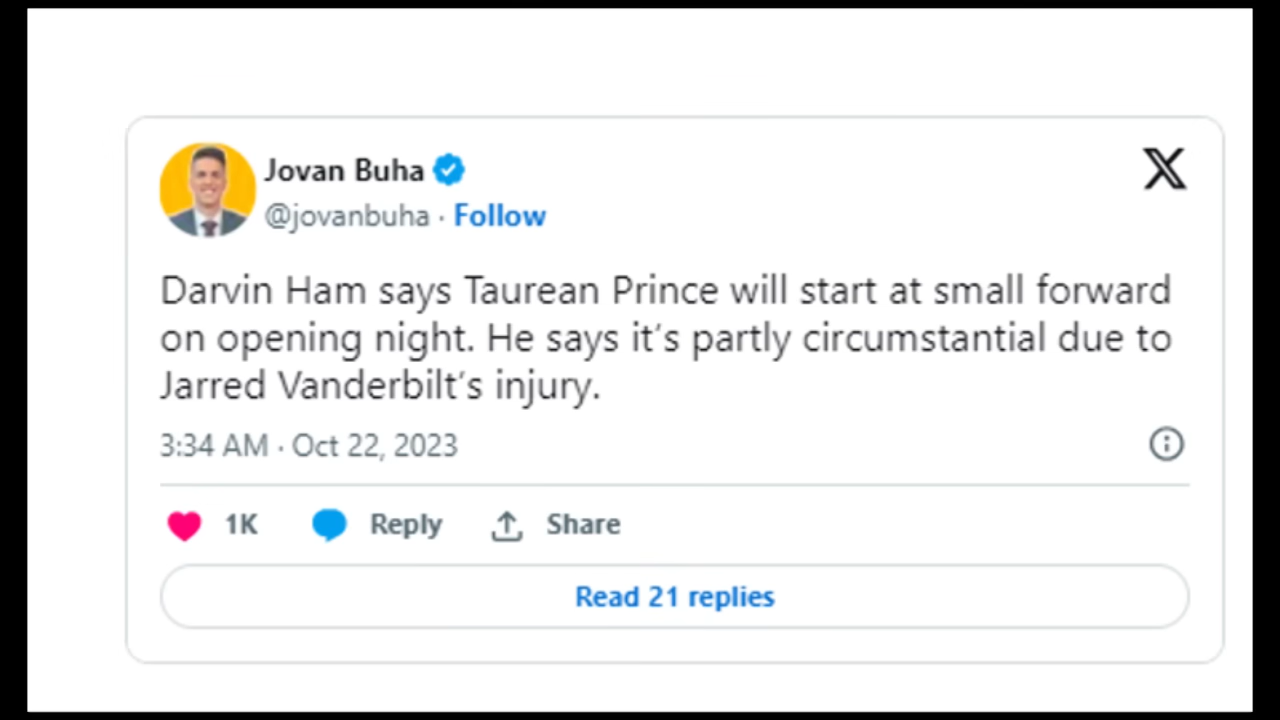 Jovan Buha
@jovanbuha · Follow
Darvin Ham says Taurean Prince will start at small forward
on opening night. He says it's partly circumstantial due to
Jarred Vanderbilt's injury.
3:34 AM · Oct 22, 2023
1K Reply Share
Read 21 replies